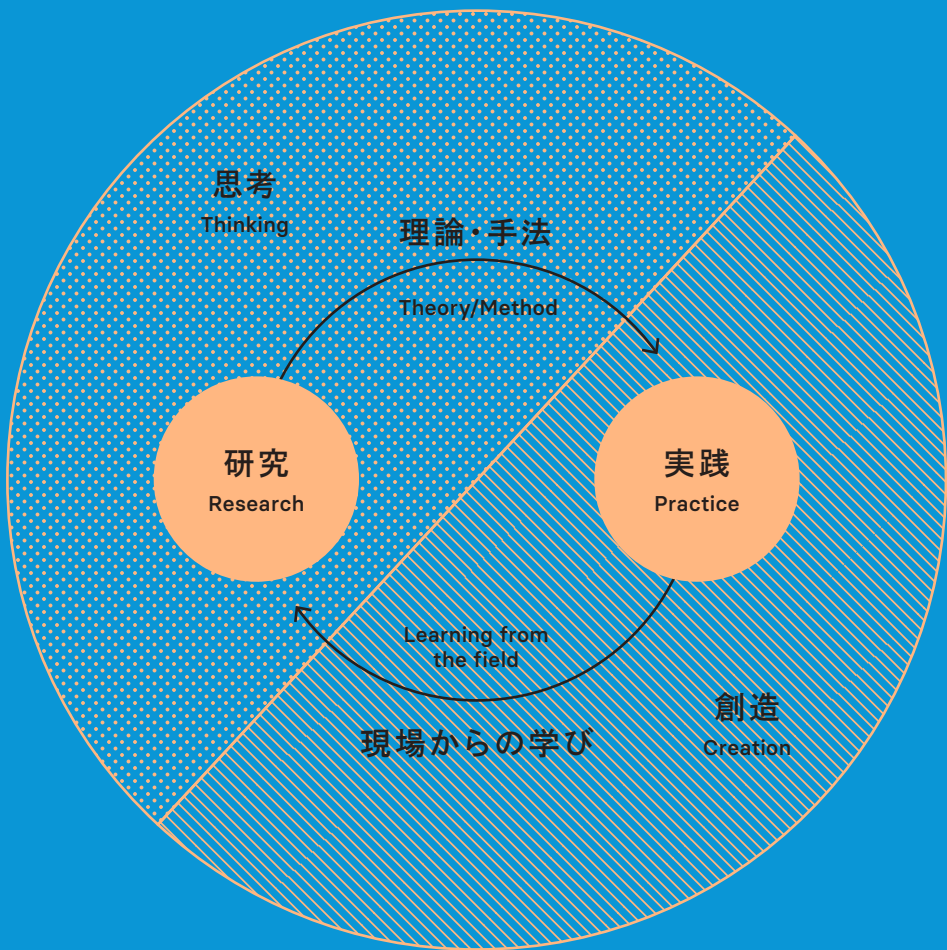 思考
Thinking
理論・手法
Theory/Method
研究
Research
実践
Practice
Learning from
the field
現場からの学び
創造
Creation